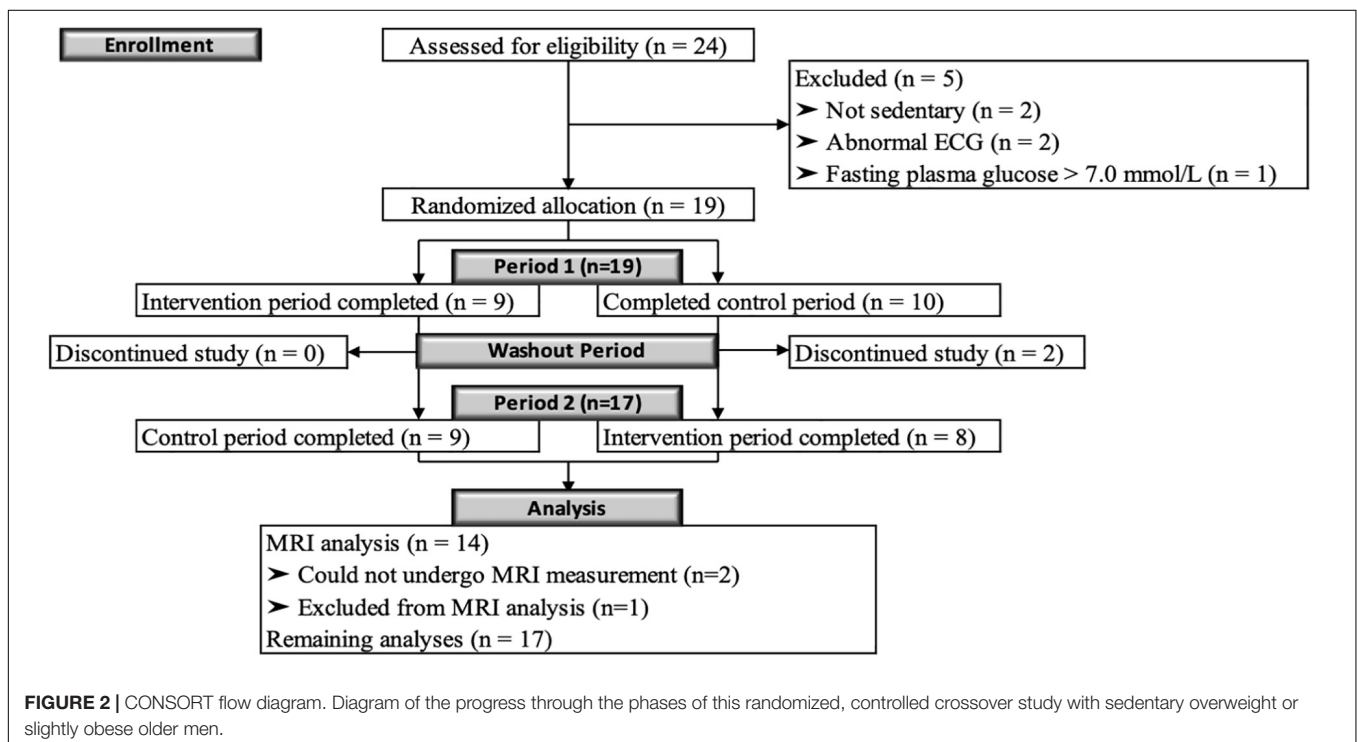 Enrollment
Assessed for eligibility (n = 24)
Excluded (n = 5)
➤ Not sedentary (n = 2)
➤ Abnormal ECG (n = 2)
➤ Fasting plasma glucose > 7.0 mmol/L (n = 1)
Randomized allocation (n = 19)
Period 1 (n=19)
Intervention period completed (n = 9)
Completed control period (n = 10)
Discontinued study (n = 0)
Washout Period
Discontinued study (n = 2)
Period 2 (n=17)
Control period completed (n = 9)
Intervention period completed (n = 8)
Analysis
MRI analysis (n = 14)
➤ Could not undergo MRI measurement (n=2)
➤ Excluded from MRI analysis (n=1)
Remaining analyses (n = 17)
FIGURE 2 | CONSORT flow diagram. Diagram of the progress through the phases of this randomized, controlled crossover study with sedentary overweight or
slightly obese older men.